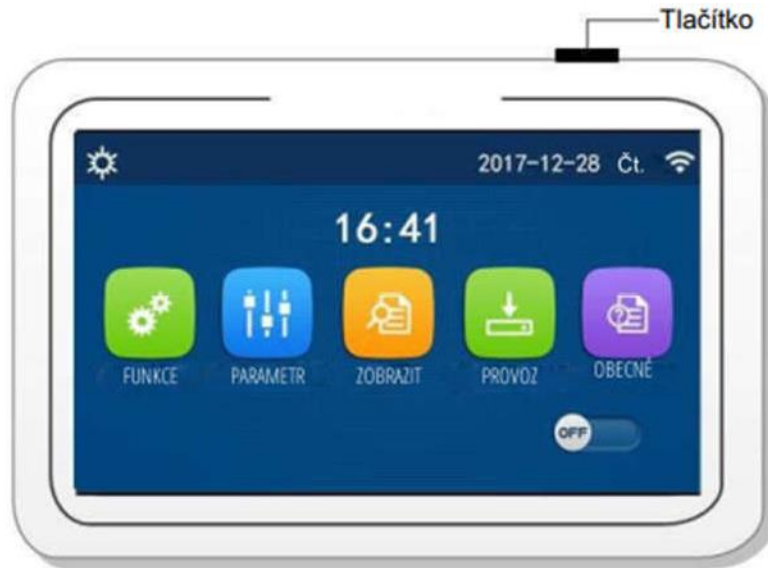 Tlačítko
2017-12-28 Čt.
16:41
FUNKCE PARAMETR ZOBRAZIT PROVOZ OBECNÉ
OFF